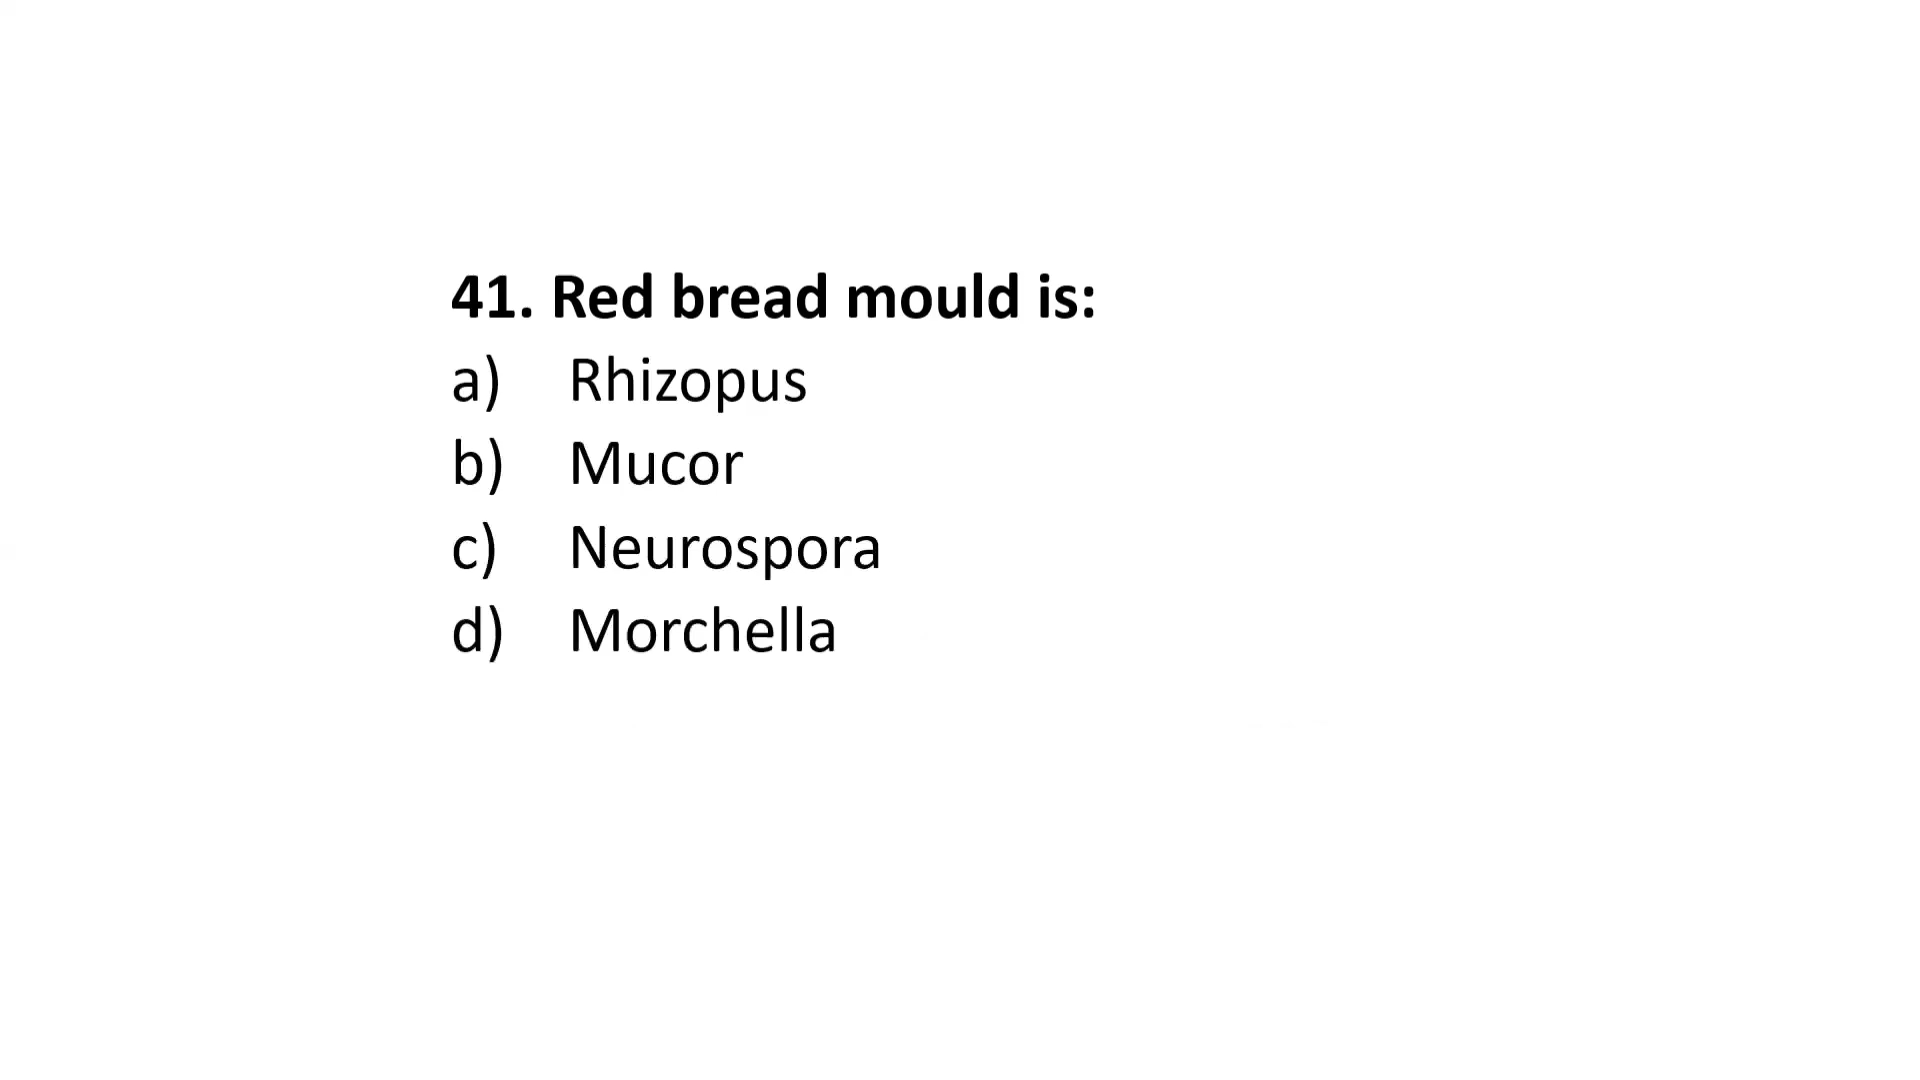 41. Red bread mould is:
a) Rhizopus
b) Mucor
c) Neurospora
d) Morchella